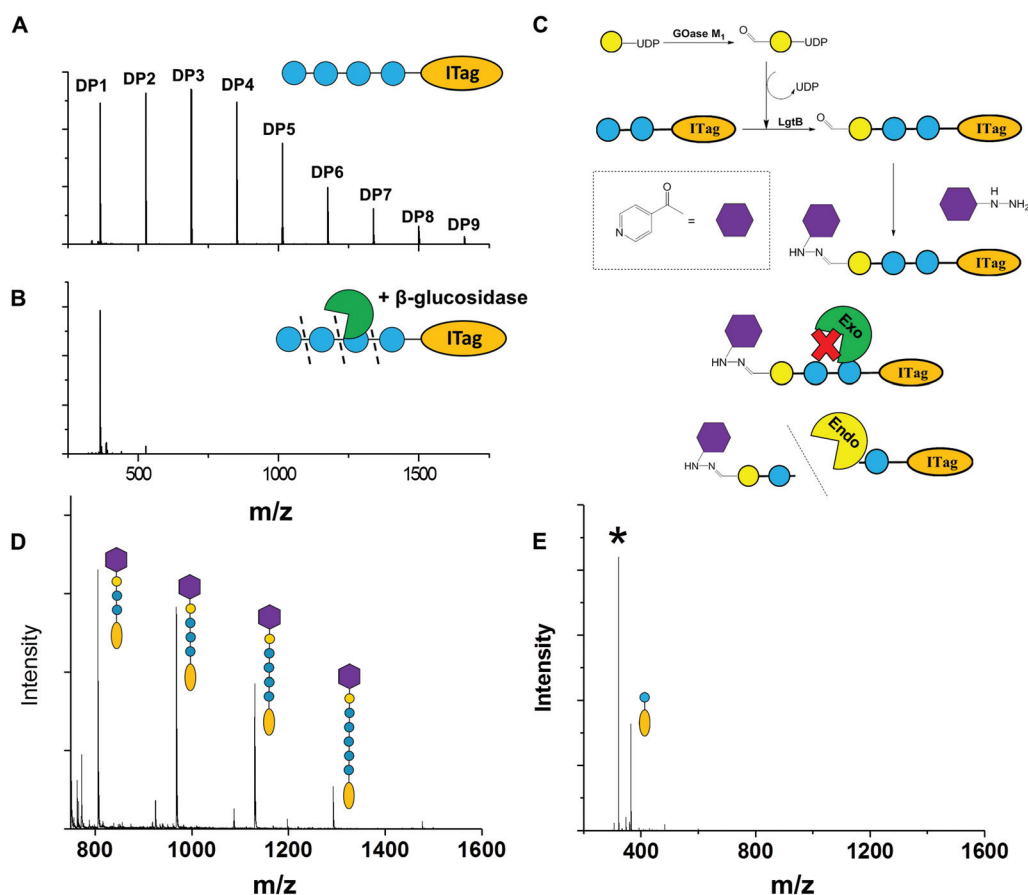 A
DP1
DP2
DP3
DP4
DP5
DP6
DP7
DP8
DP9
ITag
B
+ β-glucosidase
ITag
500
750
1000
1250
1500
m/z
C
UDP
GOase M1
O
UDP
UDP
ITag
LgtB
O
ITag
O
N
=
H
N
NH2
HN
N
ITag
Exo
HN
N
ITag
Endo
HN
N
ITag
D
Intensity
800
1000
1200
1400
1600
m/z
E
*
Intensity
400
800
1200
1600
m/z